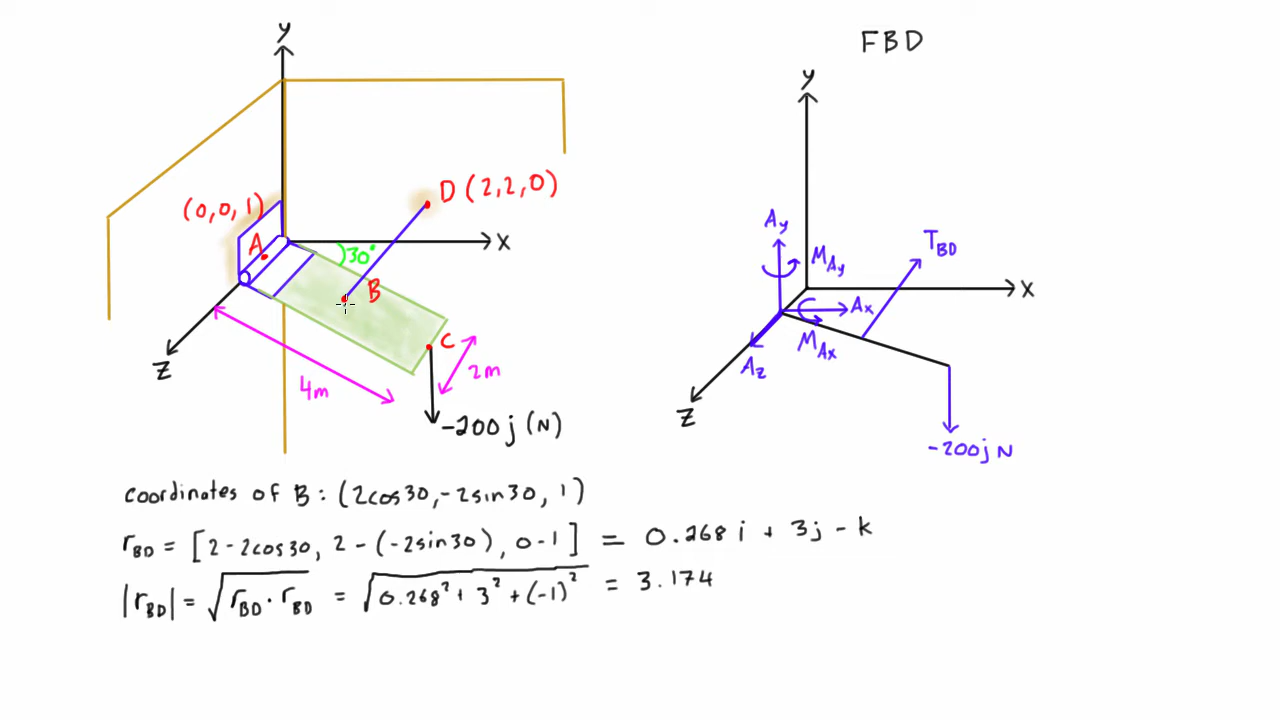 y
FBD
y
D (2,2,0)
(0,0,1)
A
x
30°
B
C
z
4m
2m
-200j (N)
Ay
MAy
TBD
x
Ax
MAx
Az
z
-200j N
coordinates of B: (2cos30, -2sin30, 1)
rBD = [2-2cos30, 2-(-2sin30), 0-1] = 0.268i + 3j - k
|rBD| = √rBD · rBD = √0.268² + 3² + (-1)² = 3.174